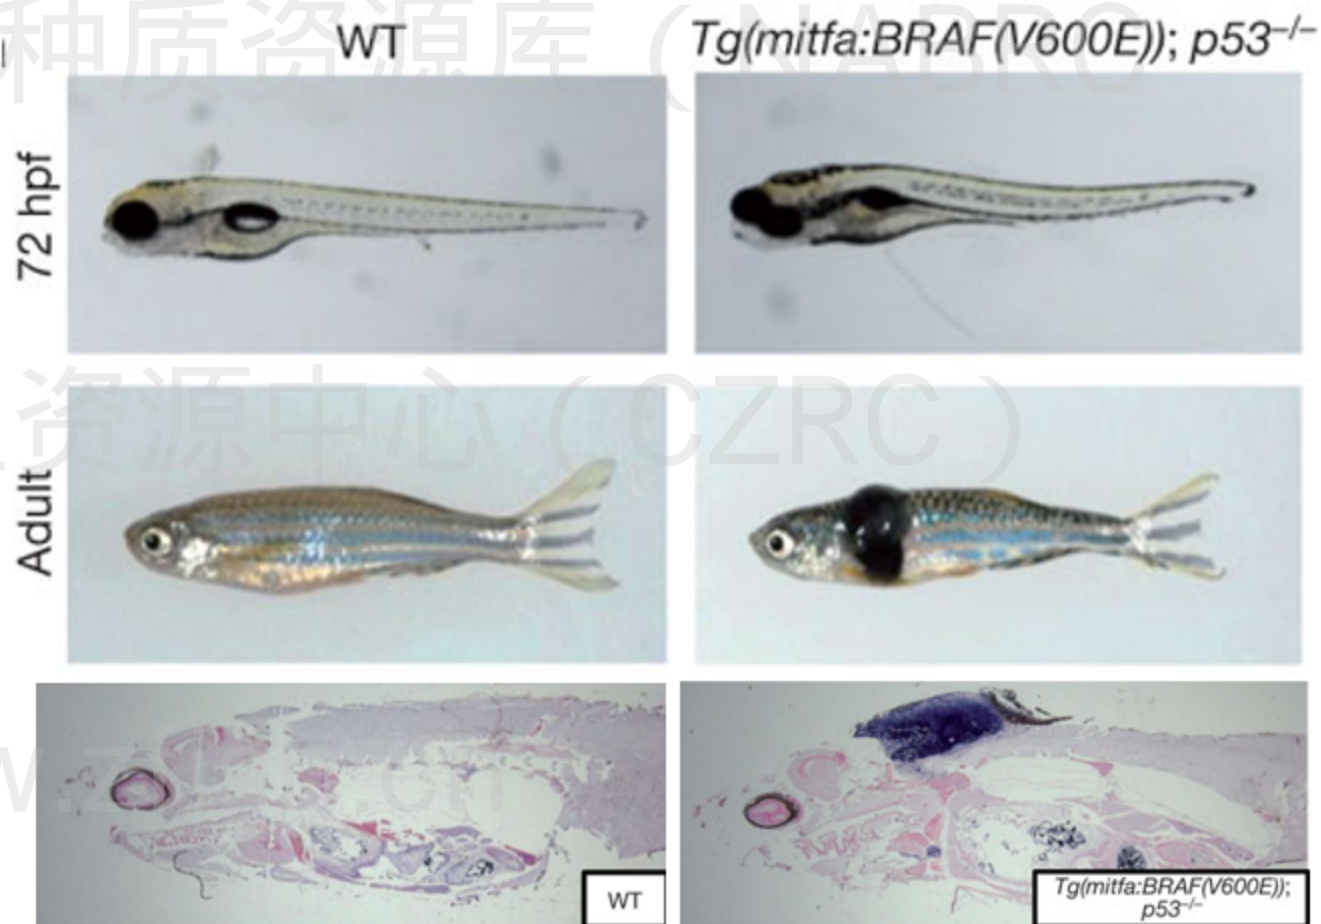 种质资源库（NABRC
WT
Tg(mitfa:BRAF(V600E)); p53–/–
72 hpf
资源中心（CZRC）
Adult
WT
Tg(mitfa:BRAF(V600E));
p53–/–